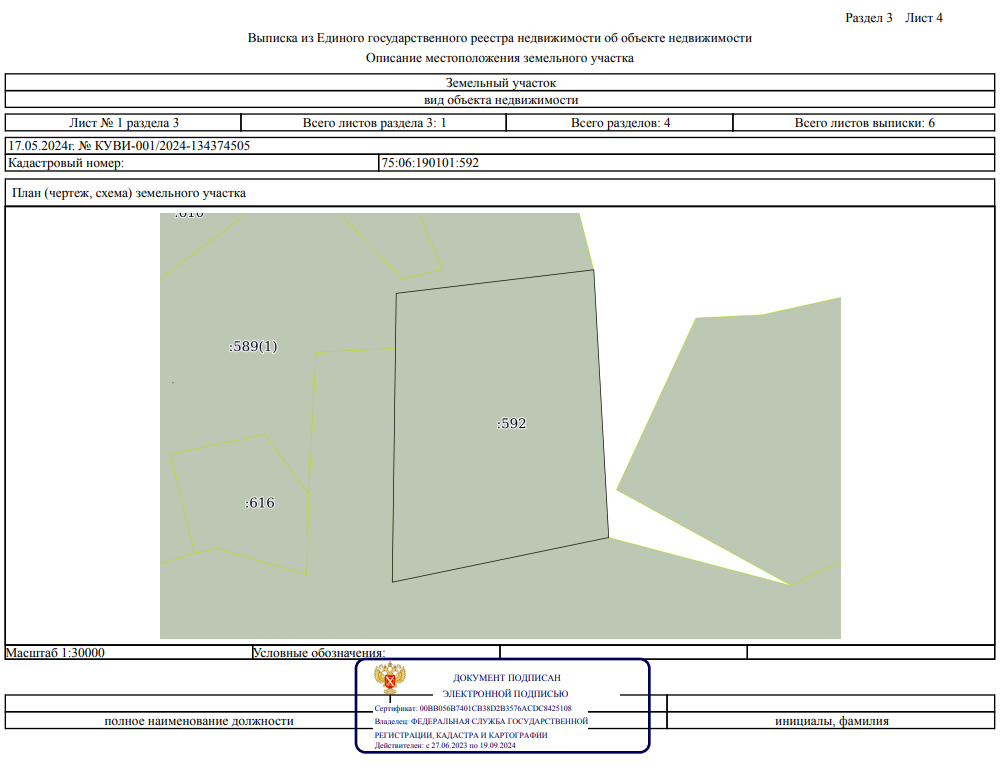 Раздел 3 Лист 4
Выписка из Единого государственного реестра недвижимости об объекте недвижимости
Описание местоположения земельного участка
Земельный участок
вид объекта недвижимости
Лист № 1 раздела 3 Всего листов раздела 3: 1 Всего разделов: 4 Всего листов выписки: 6
17.05.2024г. № КУВИ-001/2024-134374505
Кадастровый номер: 75:06:190101:592
План (чертеж, схема) земельного участка
:589(1)
:592
:616
Масштаб 1:30000 Условные обозначения:
ДОКУМЕНТ ПОДПИСАН
ЭЛЕКТРОННОЙ ПОДПИСЬЮ
Сертификат: 00BB056B7401CB38D2B3576ACDC8425108
Владелец: ФЕДЕРАЛЬНАЯ СЛУЖБА ГОСУДАРСТВЕННОЙ
РЕГИСТРАЦИИ, КАДАСТРА И КАРТОГРАФИИ
Действителен: с 27.06.2023 по 19.09.2024
полное наименование должности инициалы, фамилия